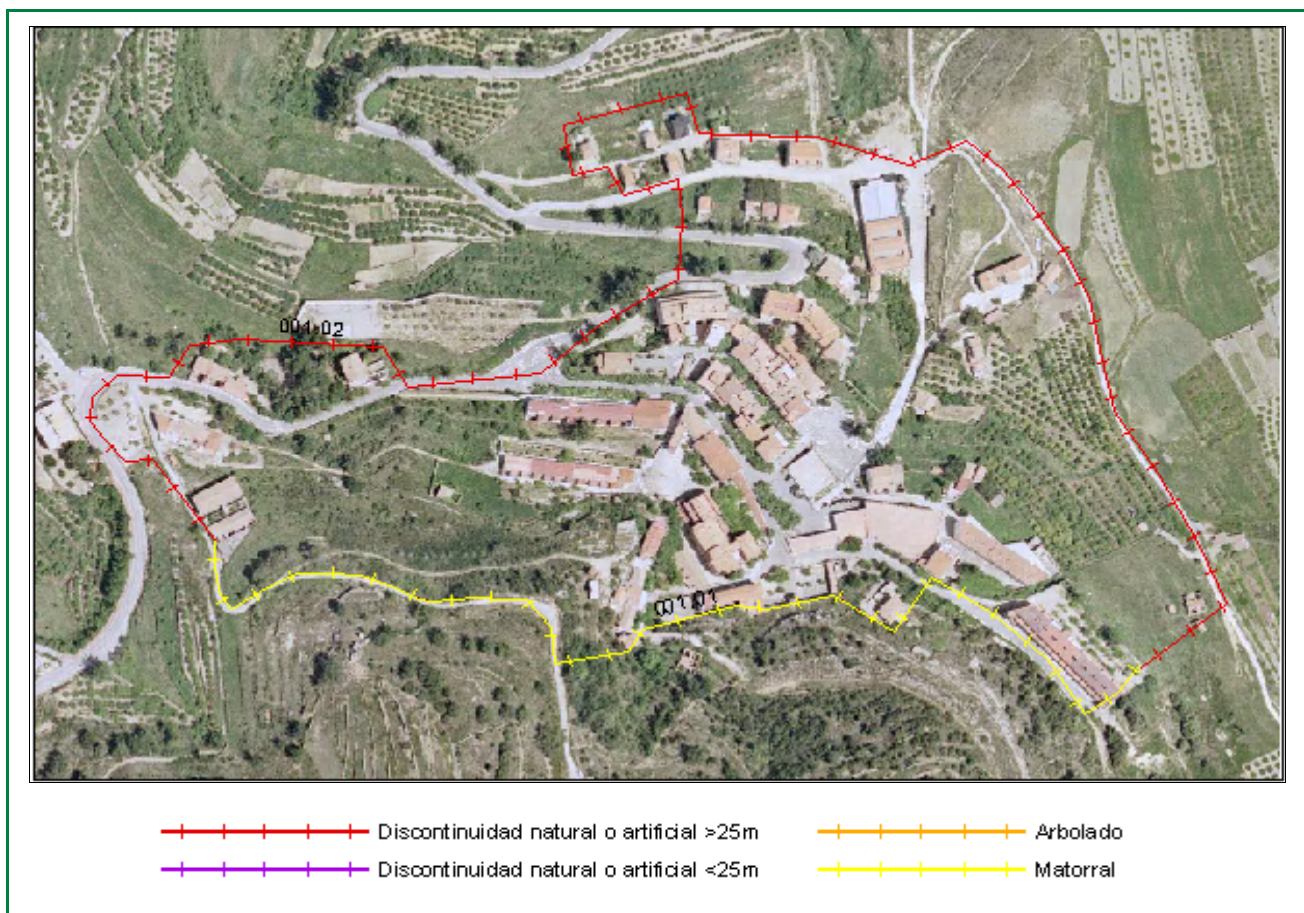 001-02
001-01
Discontinuidad natural o artificial >25m
Arbolado
Discontinuidad natural o artificial <25m
Matorral